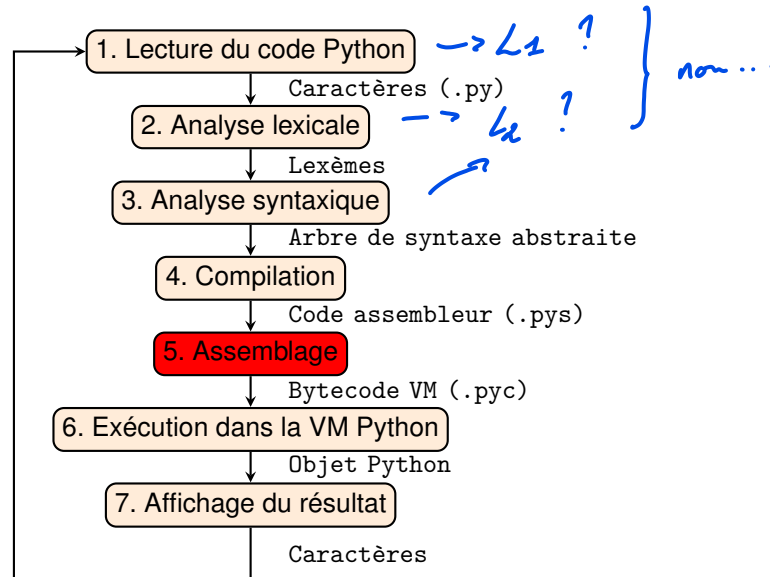 1. Lecture du code Python → L1 ?
Caractères (.py)
non ...
2. Analyse lexicale → L2 ?
Lexèmes
3. Analyse syntaxique
Arbre de syntaxe abstraite
4. Compilation
Code assembleur (.pys)
5. Assemblage
Bytecode VM (.pyc)
6. Exécution dans la VM Python
Objet Python
7. Affichage du résultat
Caractères